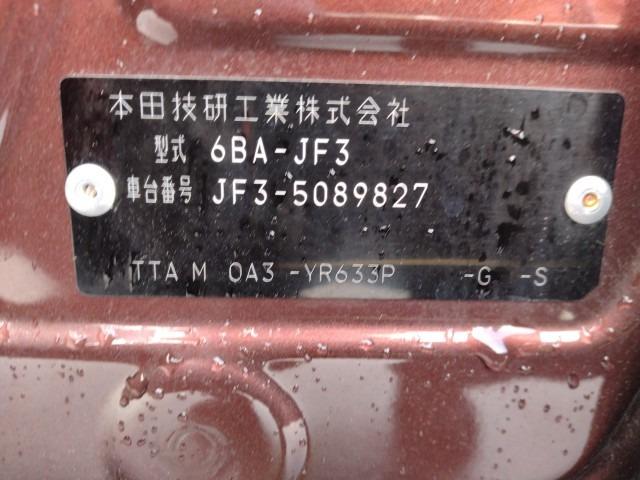 本田技研工業株式会社
型式 6BA-JF3
車台番号 JF3-5089827
TTA M 0A3 -YR633P -G -S